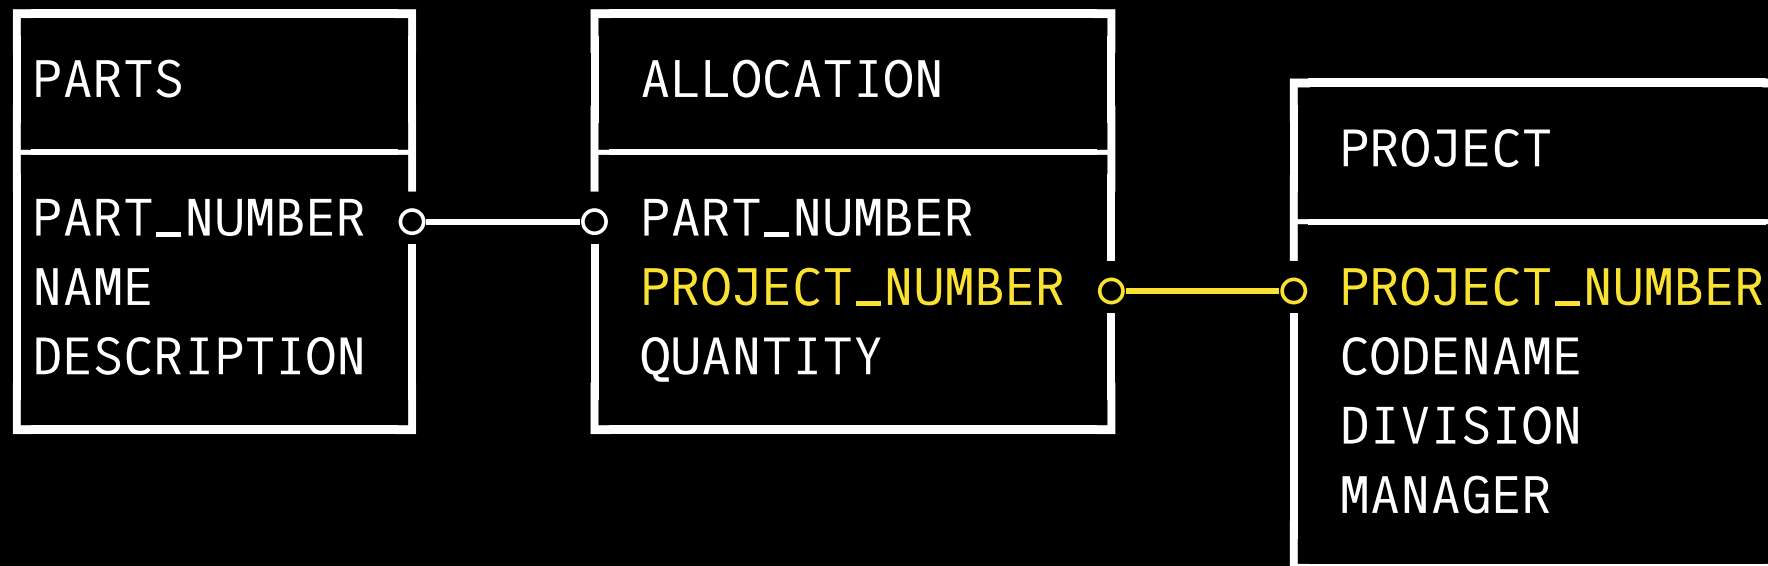 PARTS
PART_NUMBER
NAME
DESCRIPTION
ALLOCATION
PART_NUMBER
PROJECT_NUMBER
QUANTITY
PROJECT
PROJECT_NUMBER
CODENAME
DIVISION
MANAGER